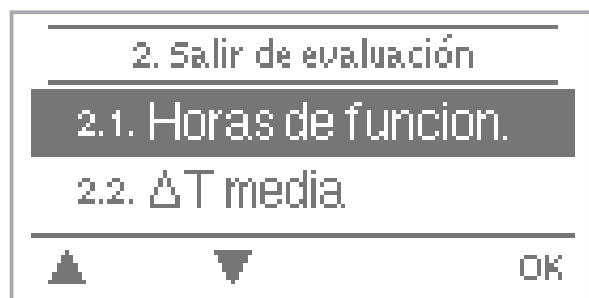 2. Salir de evaluación
2.1. Horas de funcion.
2.2. ΔT media
OK